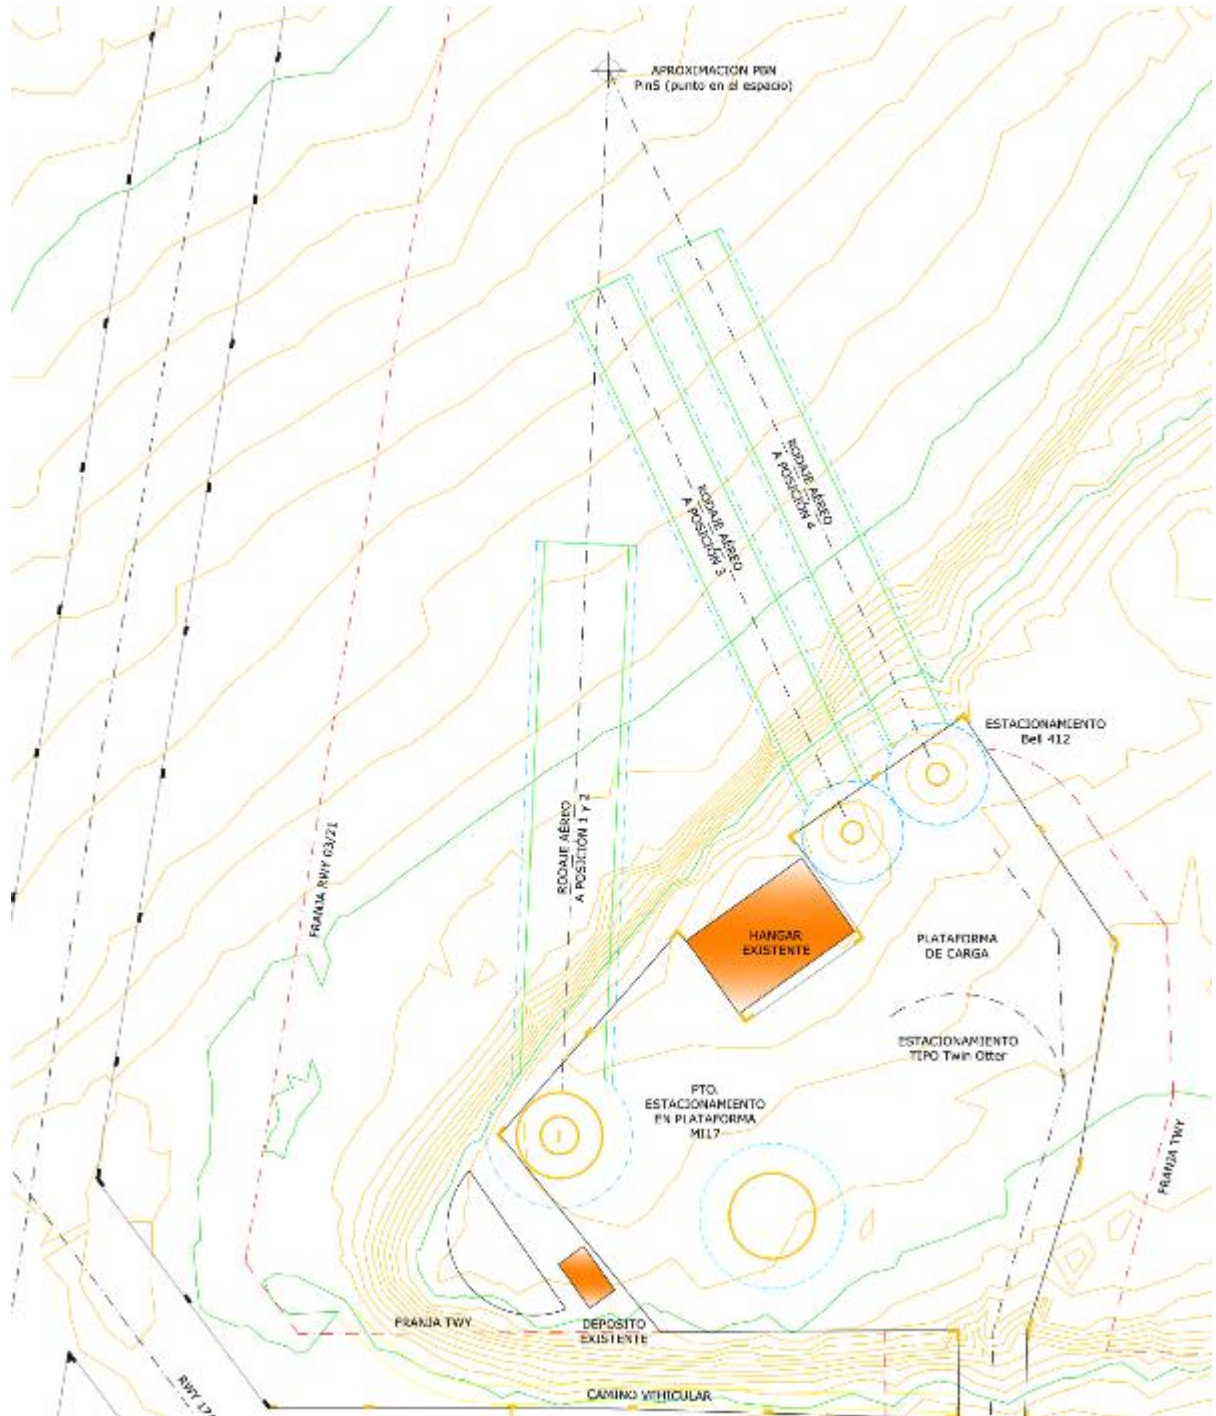 APROXIMACION PBN
PinS (punto en el espacio)
RODAJE AÉREO
A POSICIÓN 4
RODAJE AÉREO
A POSICIÓN 3
ESTACIONAMIENTO
Bell 412
RODAJE AÉREO
A POSICIÓN 1 y 2
FRANJA RWY 03/21
HANGAR
EXISTENTE
PLATAFORMA
DE CARGA
ESTACIONAMIENTO
TIPO Twin Otter
PTO.
ESTACIONAMIENTO
EN PLATAFORMA
MI17
FRANJA TWY
FRANJA TWY
DEPOSITO
EXISTENTE
CAMINO VEHICULAR
RWY